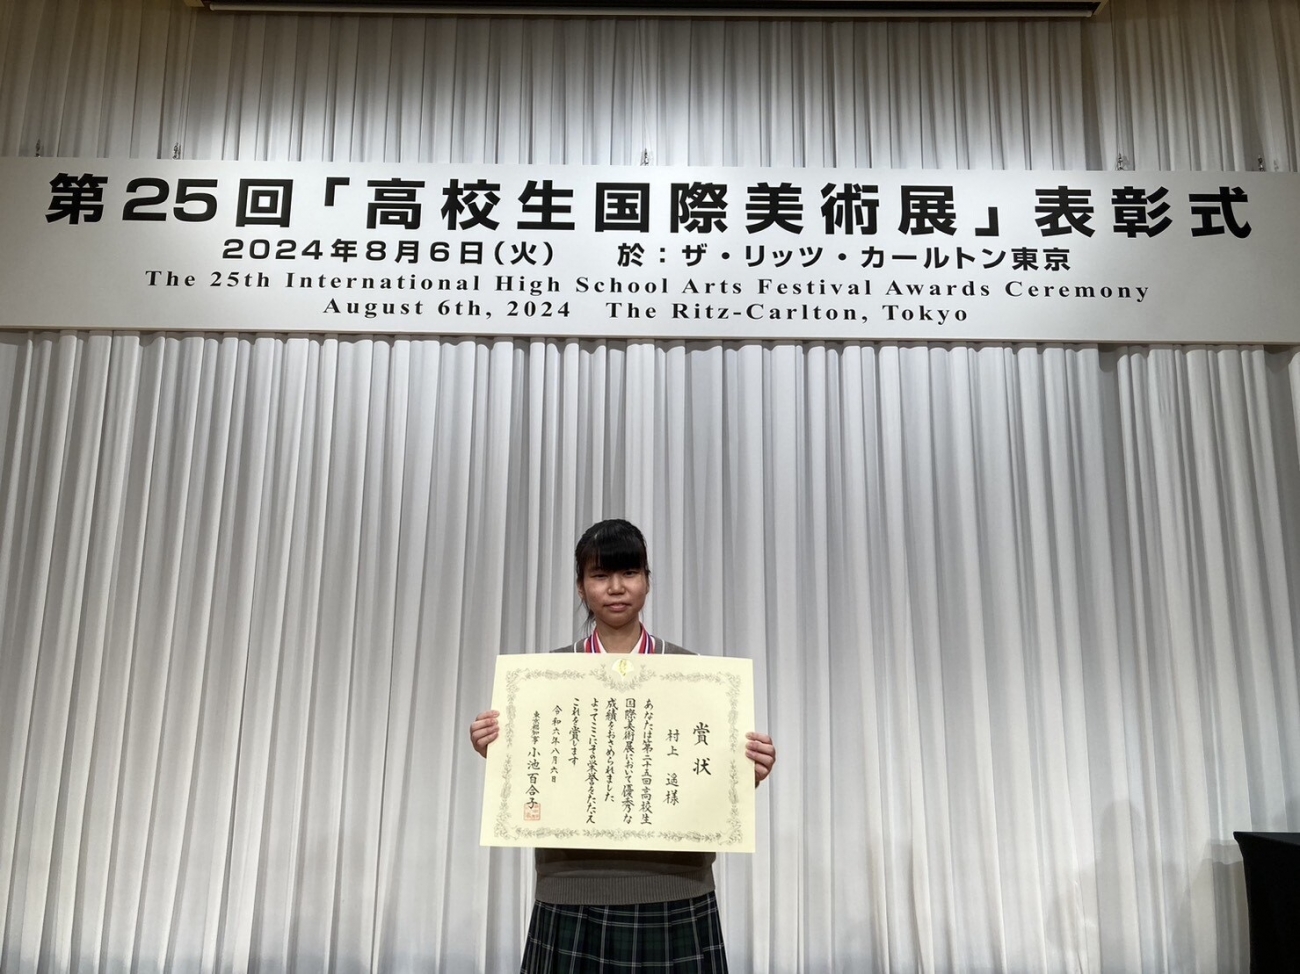 第25回「高校生国際美術展」表彰式
2024年8月6日(火)　於：ザ・リッツ・カールトン東京
The 25th International High School Arts Festival Awards Ceremony
August 6th, 2024 The Ritz-Carlton, Tokyo
賞状
村上 遥様
あなたは第二十五回高校生
国際美術展において優秀な
成績をおさめられました
よってここにその栄誉をたたえ
これを賞します
令和六年八月六日
東京都知事 小池百合子